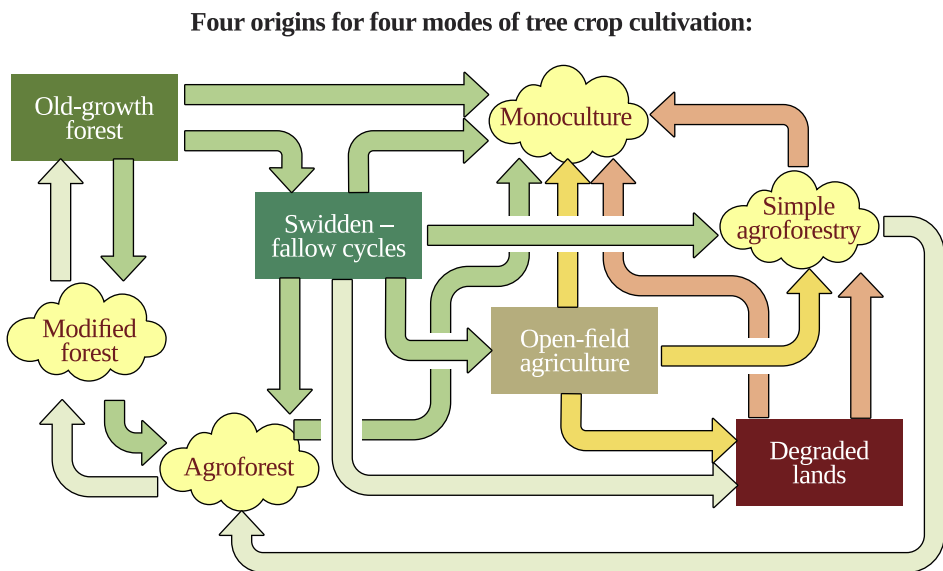 Four origins for four modes of tree crop cultivation:
Old-growth
forest
Monoculture
Swidden –
fallow cycles
Simple
agroforestry
Modified
forest
Open-field
agriculture
Agroforest
Degraded
lands